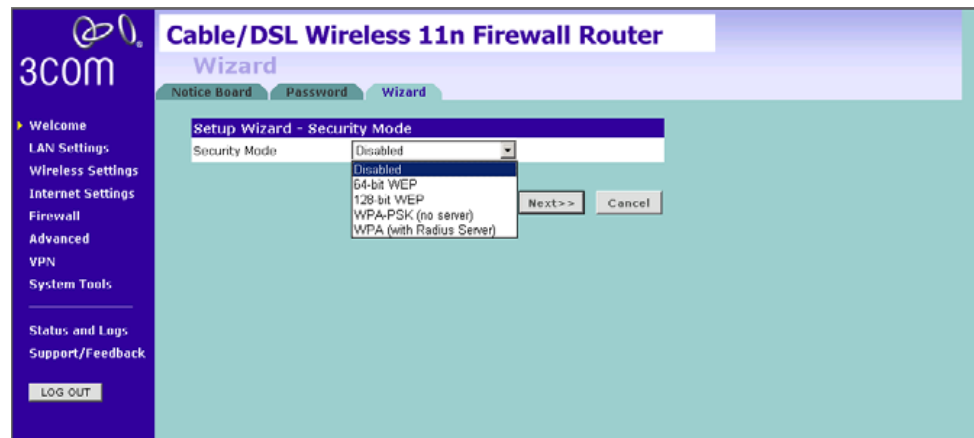 3COM
Cable/DSL Wireless 11n Firewall Router
Wizard
Notice Board
Password
Wizard
Welcome
LAN Settings
Wireless Settings
Internet Settings
Firewall
Advanced
VPN
System Tools
Status and Logs
Support/Feedback
LOG OUT
Setup Wizard - Security Mode
Security Mode
Disabled
Disabled
64-bit WEP
128-bit WEP
WPA-PSK (no server)
WPA (with Radius Server)
Next>>
Cancel